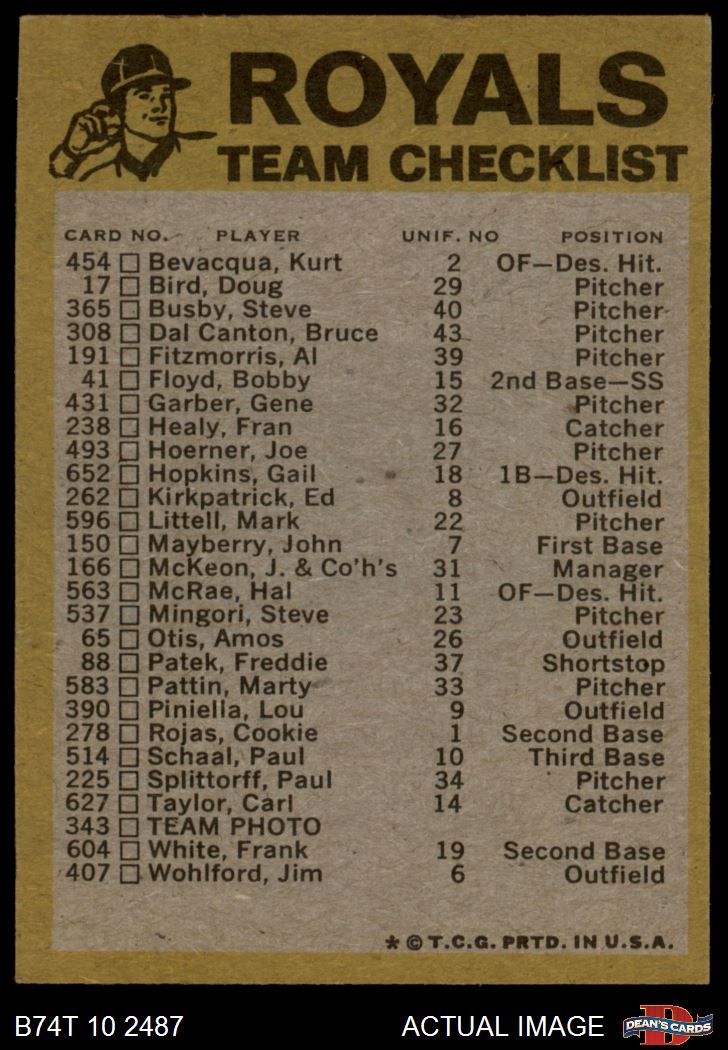 ROYALS
TEAM CHECKLIST
CARD NO. PLAYER UNIF. NO POSITION
454 Bevacqua, Kurt 2 OF—Des. Hit.
17 Bird, Doug 29 Pitcher
365 Busby, Steve 40 Pitcher
308 Dal Canton, Bruce 43 Pitcher
191 Fitzmorris, Al 39 Pitcher
41 Floyd, Bobby 15 2nd Base—SS
431 Garber, Gene 32 Pitcher
238 Healy, Fran 16 Catcher
493 Hoerner, Joe 27 Pitcher
652 Hopkins, Gail 18 1B—Des. Hit.
262 Kirkpatrick, Ed 8 Outfield
596 Littell, Mark 22 Pitcher
150 Mayberry, John 7 First Base
166 McKeon, J. & Co'h's 31 Manager
563 McRae, Hal 11 OF—Des. Hit.
537 Mingori, Steve 23 Pitcher
65 Otis, Amos 26 Outfield
88 Patek, Freddie 37 Shortstop
583 Pattin, Marty 33 Pitcher
390 Piniella, Lou 9 Outfield
278 Rojas, Cookie 1 Second Base
514 Schaal, Paul 10 Third Base
225 Splittorff, Paul 34 Pitcher
627 Taylor, Carl 14 Catcher
343 TEAM PHOTO
604 White, Frank 19 Second Base
407 Wohlford, Jim 6 Outfield
* © T.C.G. PRTD. IN U.S.A.
B74T 10 2487 ACTUAL IMAGE DEAN'S CARDS